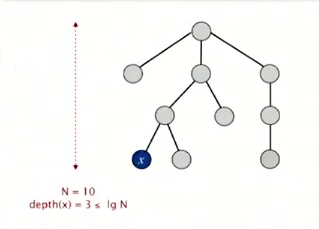 x
N = 10
depth(x) = 3 ≤ lg N